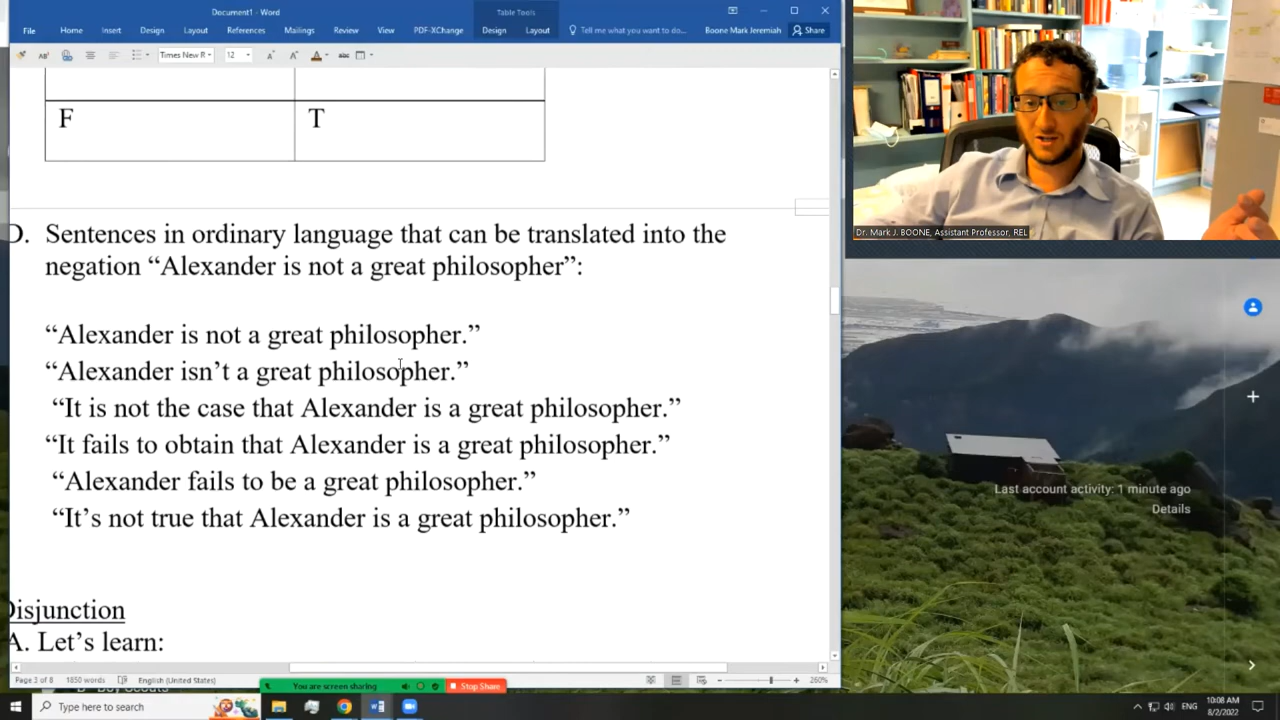 Document1 - Word
Table Tools
File Home Insert Design Layout References Mailings Review View PDF-XChange Design Layout Tell me what you want to do... Boone Mark Jeremiah Share
Times New R 12
F T
D. Sentences in ordinary language that can be translated into the
negation “Alexander is not a great philosopher”:
“Alexander is not a great philosopher.”
“Alexander isn’t a great philosopher.”
“It is not the case that Alexander is a great philosopher.”
“It fails to obtain that Alexander is a great philosopher.”
“Alexander fails to be a great philosopher.”
“It’s not true that Alexander is a great philosopher.”
Disjunction
A. Let’s learn:
Page 3 of 8 1850 words English (United States) 260%
You are screen sharing Stop Share
Type here to search
ENG
10:08 AM
8/2/2022
Dr. Mark J. BOONE, Assistant Professor, REL
Last account activity: 1 minute ago
Details